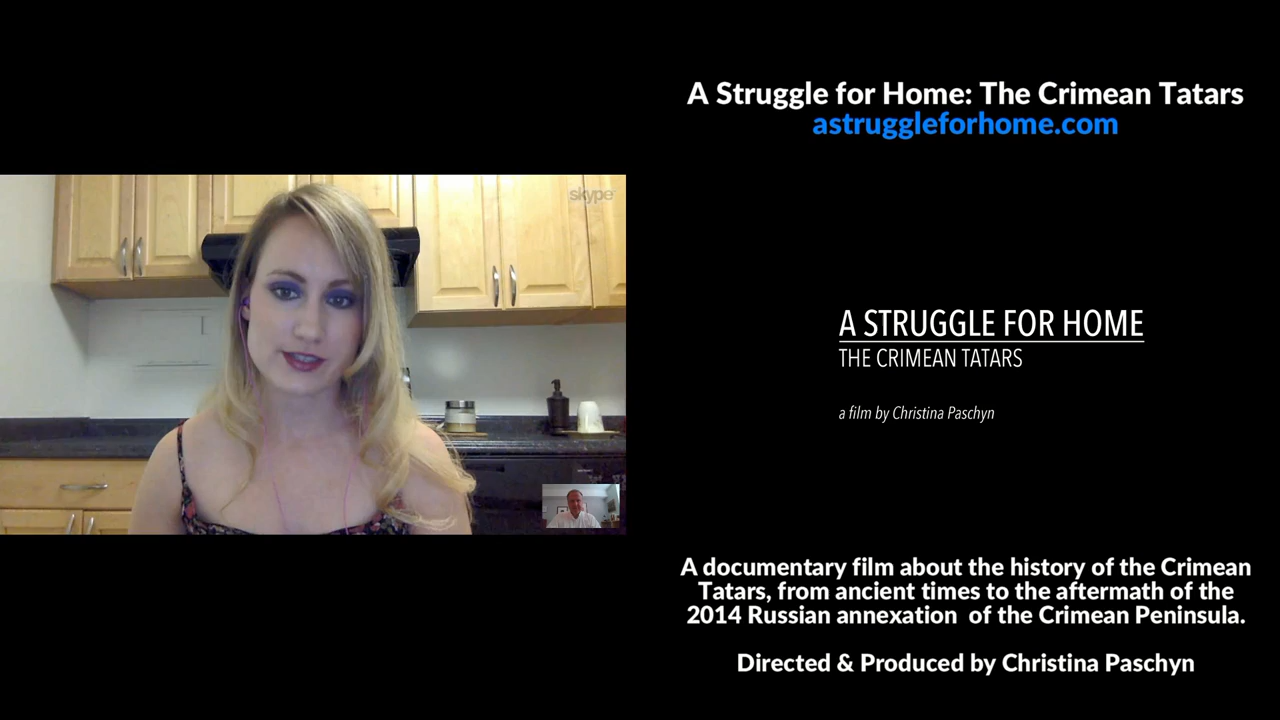 A Struggle for Home: The Crimean Tatars
astruggleforhome.com
skype
A STRUGGLE FOR HOME
THE CRIMEAN TATARS
a film by Christina Paschyn
A documentary film about the history of the Crimean
Tatars, from ancient times to the aftermath of the
2014 Russian annexation  of the Crimean Peninsula.
Directed & Produced by Christina Paschyn